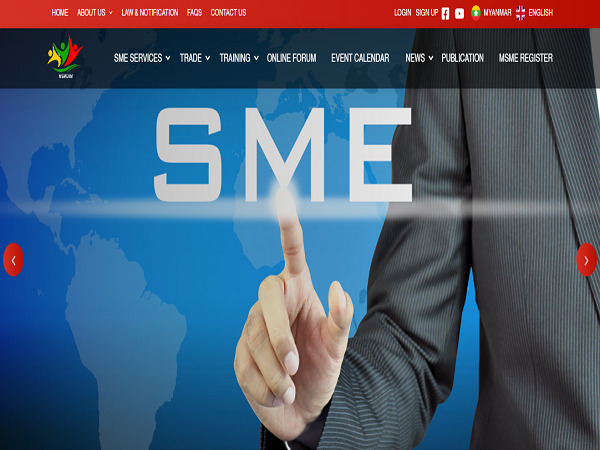 HOME ABOUT US LAW & NOTIFICATION FAQS CONTACT US LOGIN SIGN UP MYANMAR ENGLISH
SME SERVICES TRADE TRAINING ONLINE FORUM EVENT CALENDAR NEWS PUBLICATION MSME REGISTER
SME